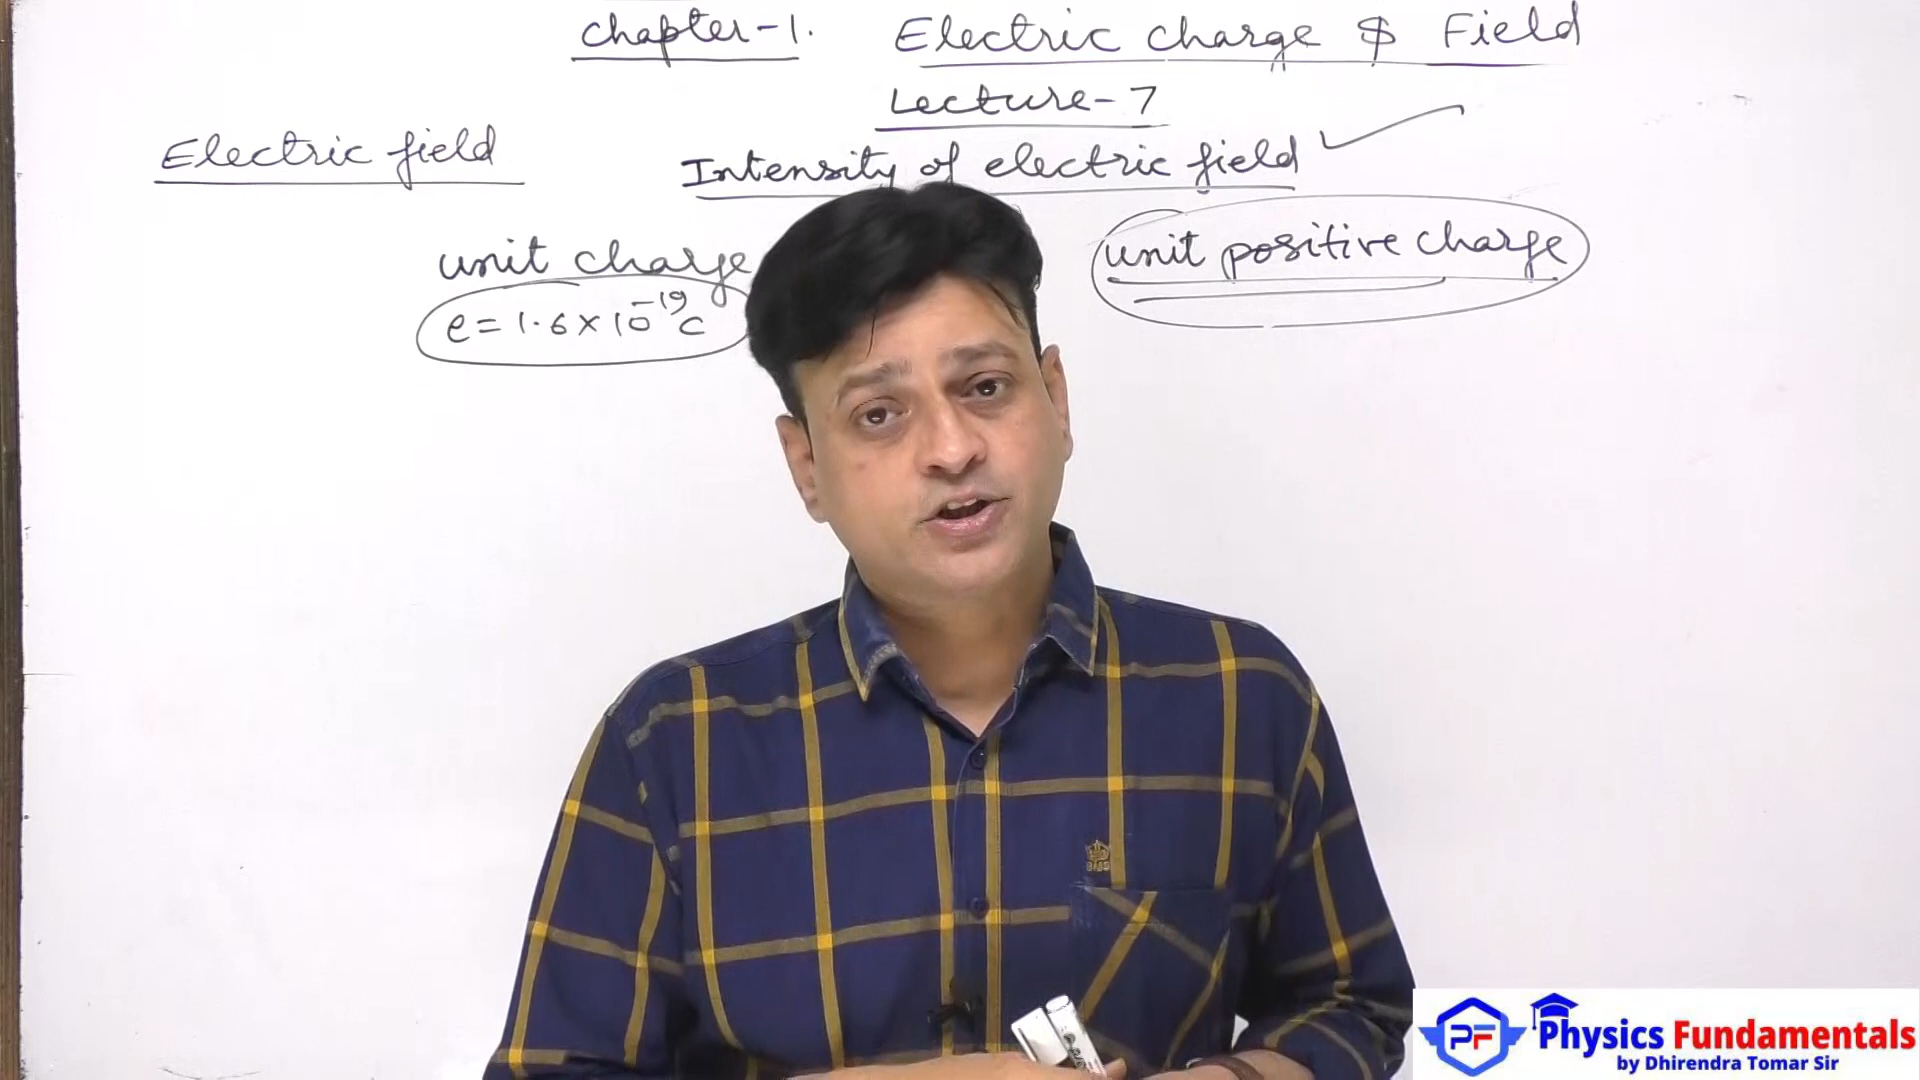 Chapter-1. Electric Charge & Field
Lecture-7
Electric field
Intensity of electric field
unit charge
unit positive charge
e = 1.6 × 10⁻¹⁹ C
PF
Physics Fundamentals
by Dhirendra Tomar Sir